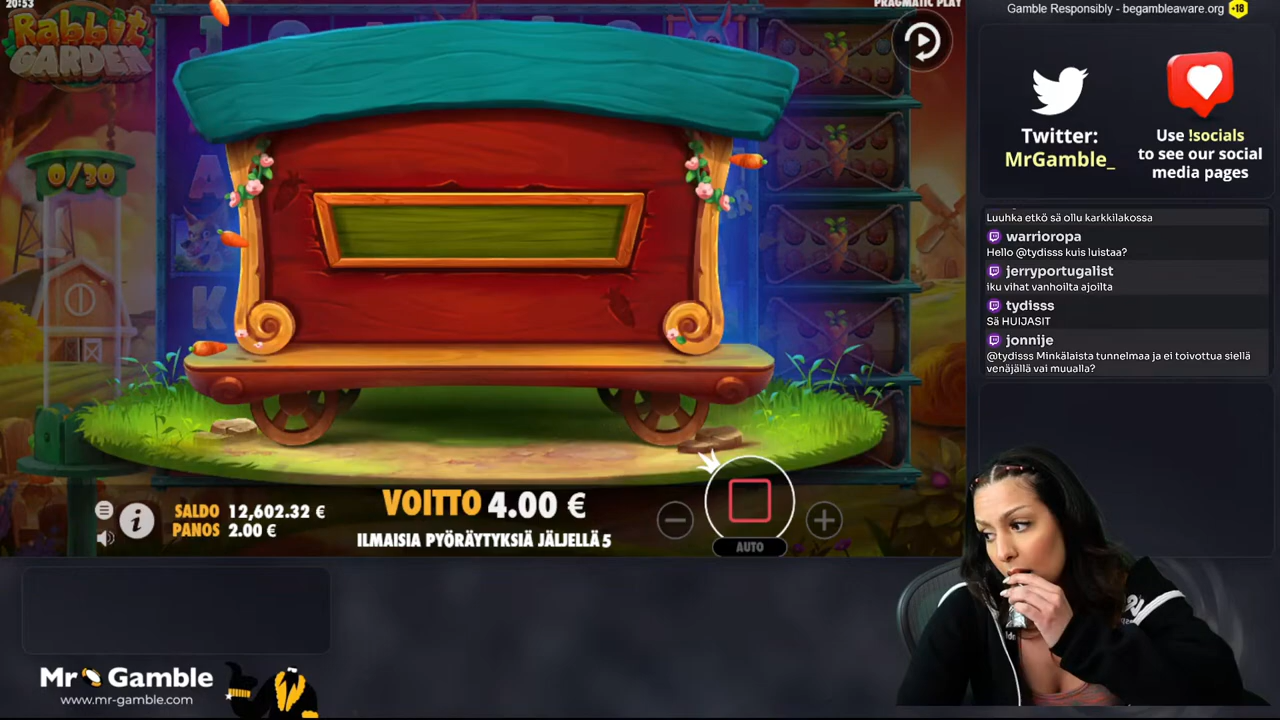 20:53
PRAGMATIC PLAY
Gamble Responsibly - begambleaware.org +18
Rabbit
GARDEN
J
A
K
0/30
Twitter:
MrGamble_
Use !socials
to see our social
media pages
Luuhka etkö sä ollu karkkilakossa
warrioropa
Hello @tydisss kuis luistaa?
jerryportugalist
iku vihat vanhoilta ajoilta
tydisss
Sä HUIJASIT
jonnije
@tydisss Minkälaista tunnelmaa ja ei toivottua siellä
venäjällä vai muualla?
SALDO 12,602.32 €
PANOS 2.00 €
VOITTO 4.00 €
ILMAISIA PYÖRÄYTYKSIÄ JÄLJELLÄ 5
AUTO
Mr Gamble
www.mr-gamble.com